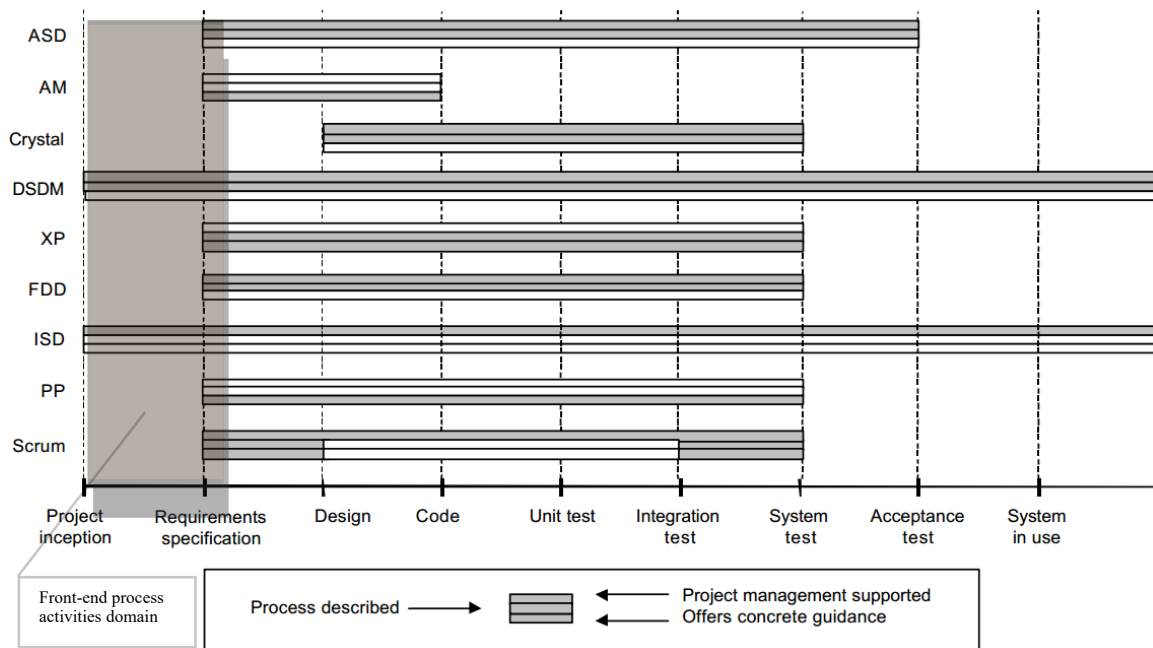 ASD
AM
Crystal
DSDM
XP
FDD
ISD
PP
Scrum
Project
inception
Requirements
specification
Design
Code
Unit test
Integration
test
System
test
Acceptance
test
System
in use
Front-end process
activities domain
Process described
Project management supported
Offers concrete guidance